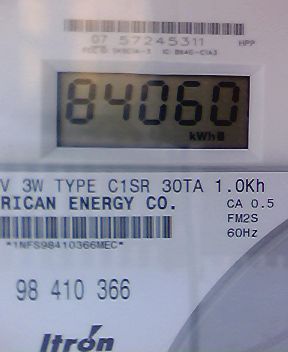 07 57245311 HPP
84060
kWh
V 3W TYPE C1SR 30TA 1.0Kh
RICAN ENERGY CO. CA 0.5
FM2S
*1NFS98410366MEC* 60Hz
98 410 366
Itrón